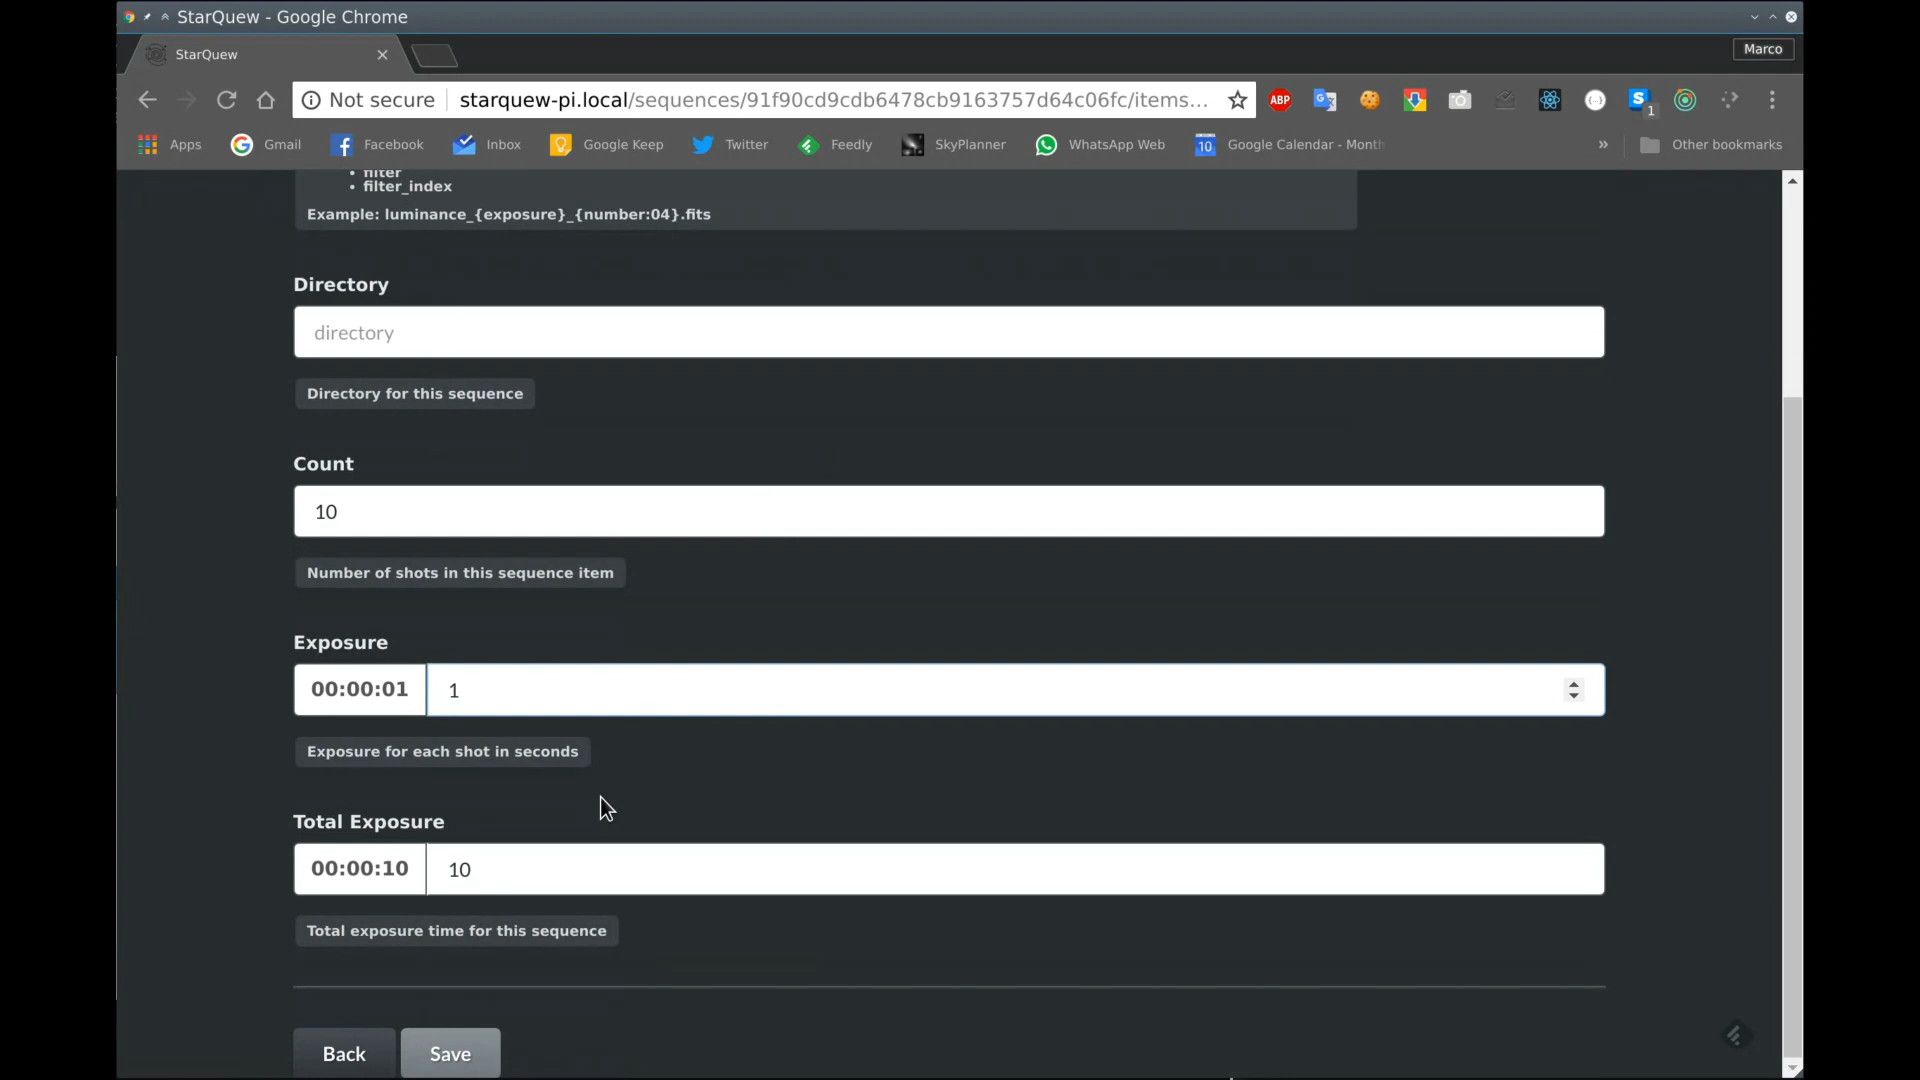 StarQuew - Google Chrome
StarQuew
Marco
Not secure
starquew-pi.local/sequences/91f90cd9cdb6478cb9163757d64c06fc/items...
ABP
1
Apps
Gmail
Facebook
Inbox
Google Keep
Twitter
Feedly
SkyPlanner
WhatsApp Web
10
Google Calendar - Month
»
Other bookmarks
• filter
• filter_index
Example: luminance_{exposure}_{number:04}.fits
Directory
directory
Directory for this sequence
Count
10
Number of shots in this sequence item
Exposure
00:00:01
1
Exposure for each shot in seconds
Total Exposure
00:00:10
10
Total exposure time for this sequence
Back
Save